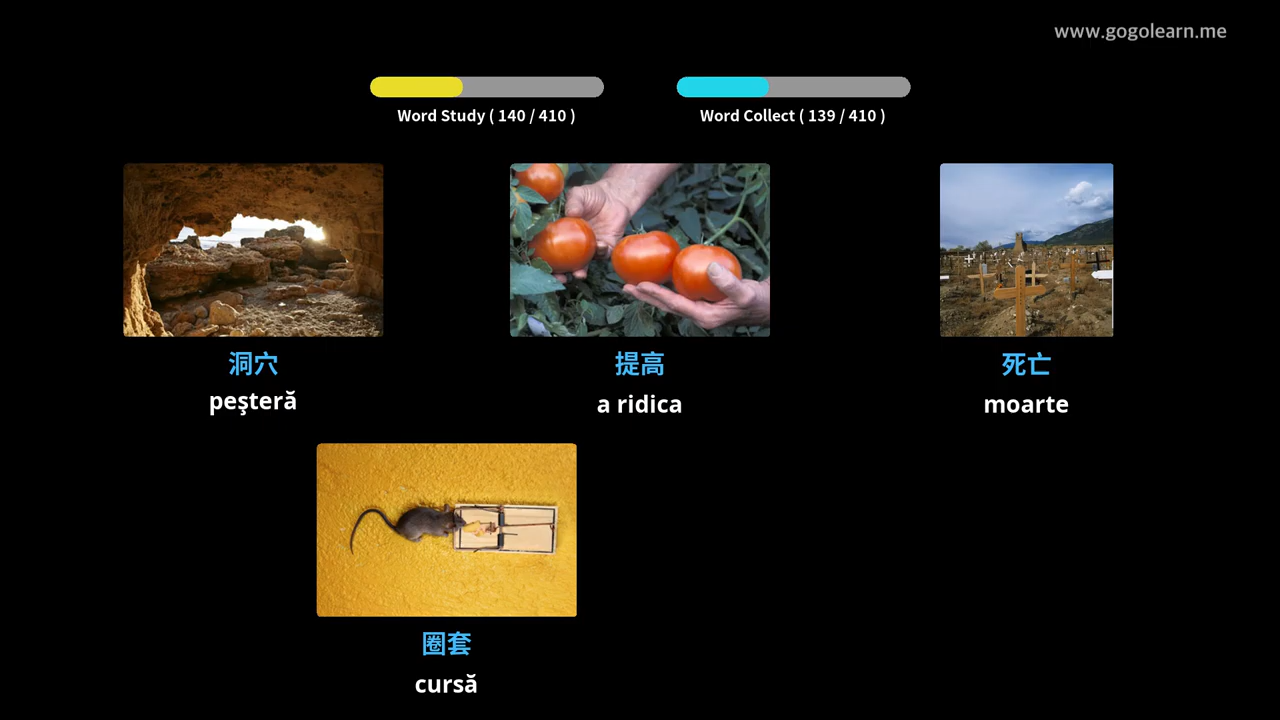 www.gogolearn.me
Word Study ( 140 / 410 )
Word Collect ( 139 / 410 )
洞穴
peşteră
提高
a ridica
死亡
moarte
圈套
cursă